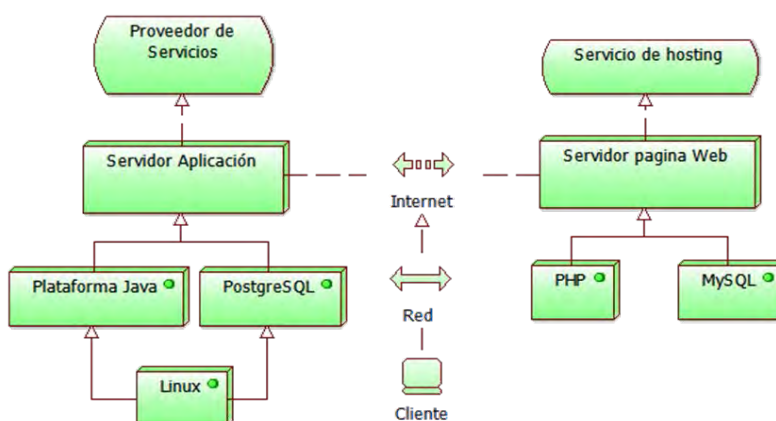 Proveedor de
Servicios
Servicio de hosting
Servidor Aplicación
Servidor pagina Web
Internet
Plataforma Java
PostgreSQL
PHP
MySQL
Red
Linux
Cliente